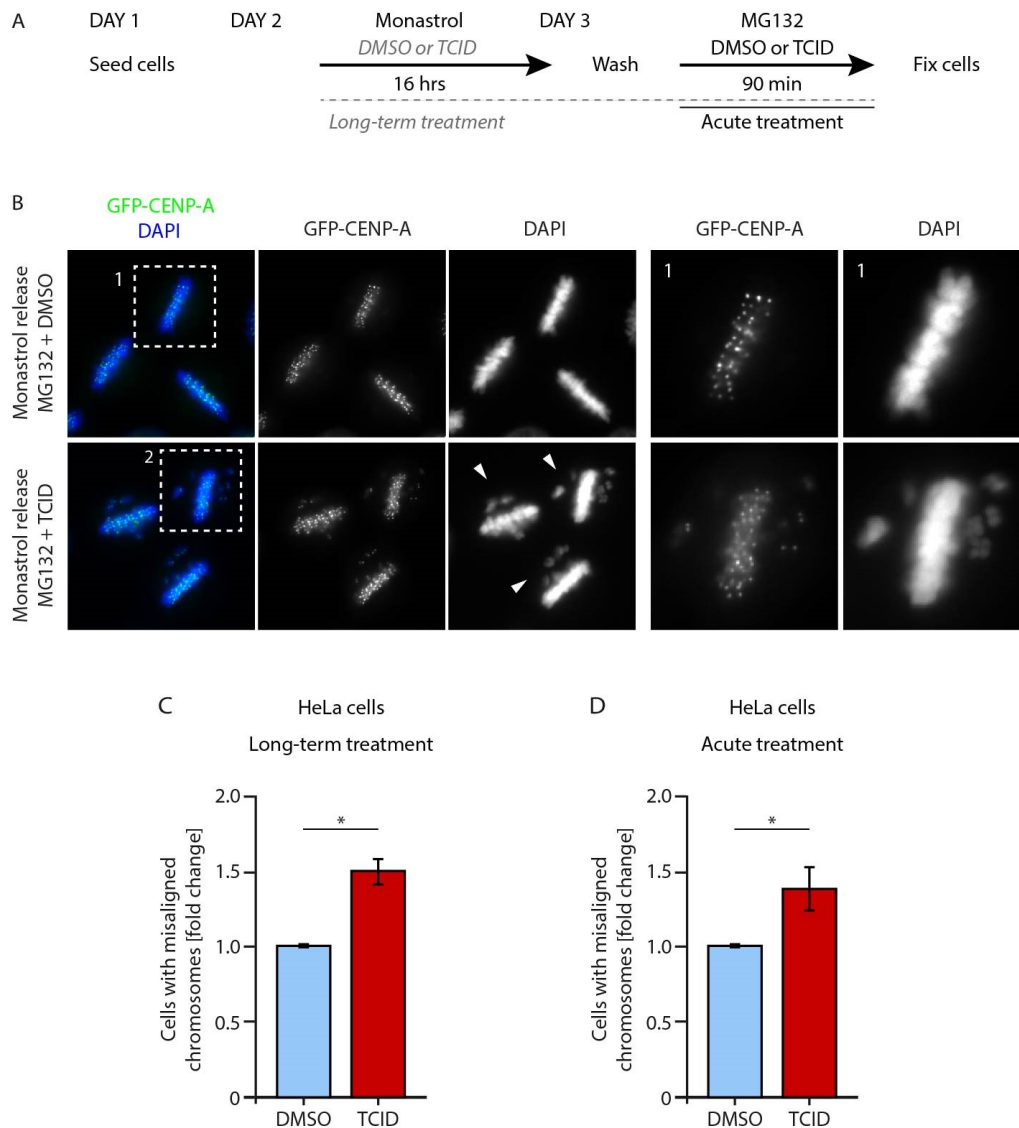 A
DAY 1 DAY 2 Monastrol DAY 3 MG132
DMSO or TCID DMSO or TCID
Seed cells Wash Fix cells
16 hrs 90 min
Long-term treatment Acute treatment
B
GFP-CENP-A
DAPI GFP-CENP-A DAPI GFP-CENP-A DAPI
Monastrol release
MG132 + DMSO
1 1 1
Monastrol release
MG132 + TCID
2
C HeLa cells
Long-term treatment
Cells with misaligned
chromosomes [fold change]
2.0
*
1.5
1.0
0.5
0
DMSO TCID
D HeLa cells
Acute treatment
Cells with misaligned
chromosomes [fold change]
2.0
*
1.5
1.0
0.5
0
DMSO TCID